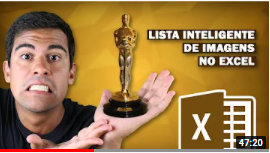 LISTA INTELIGENTE
DE IMAGENS
NO EXCEL
X
47:20